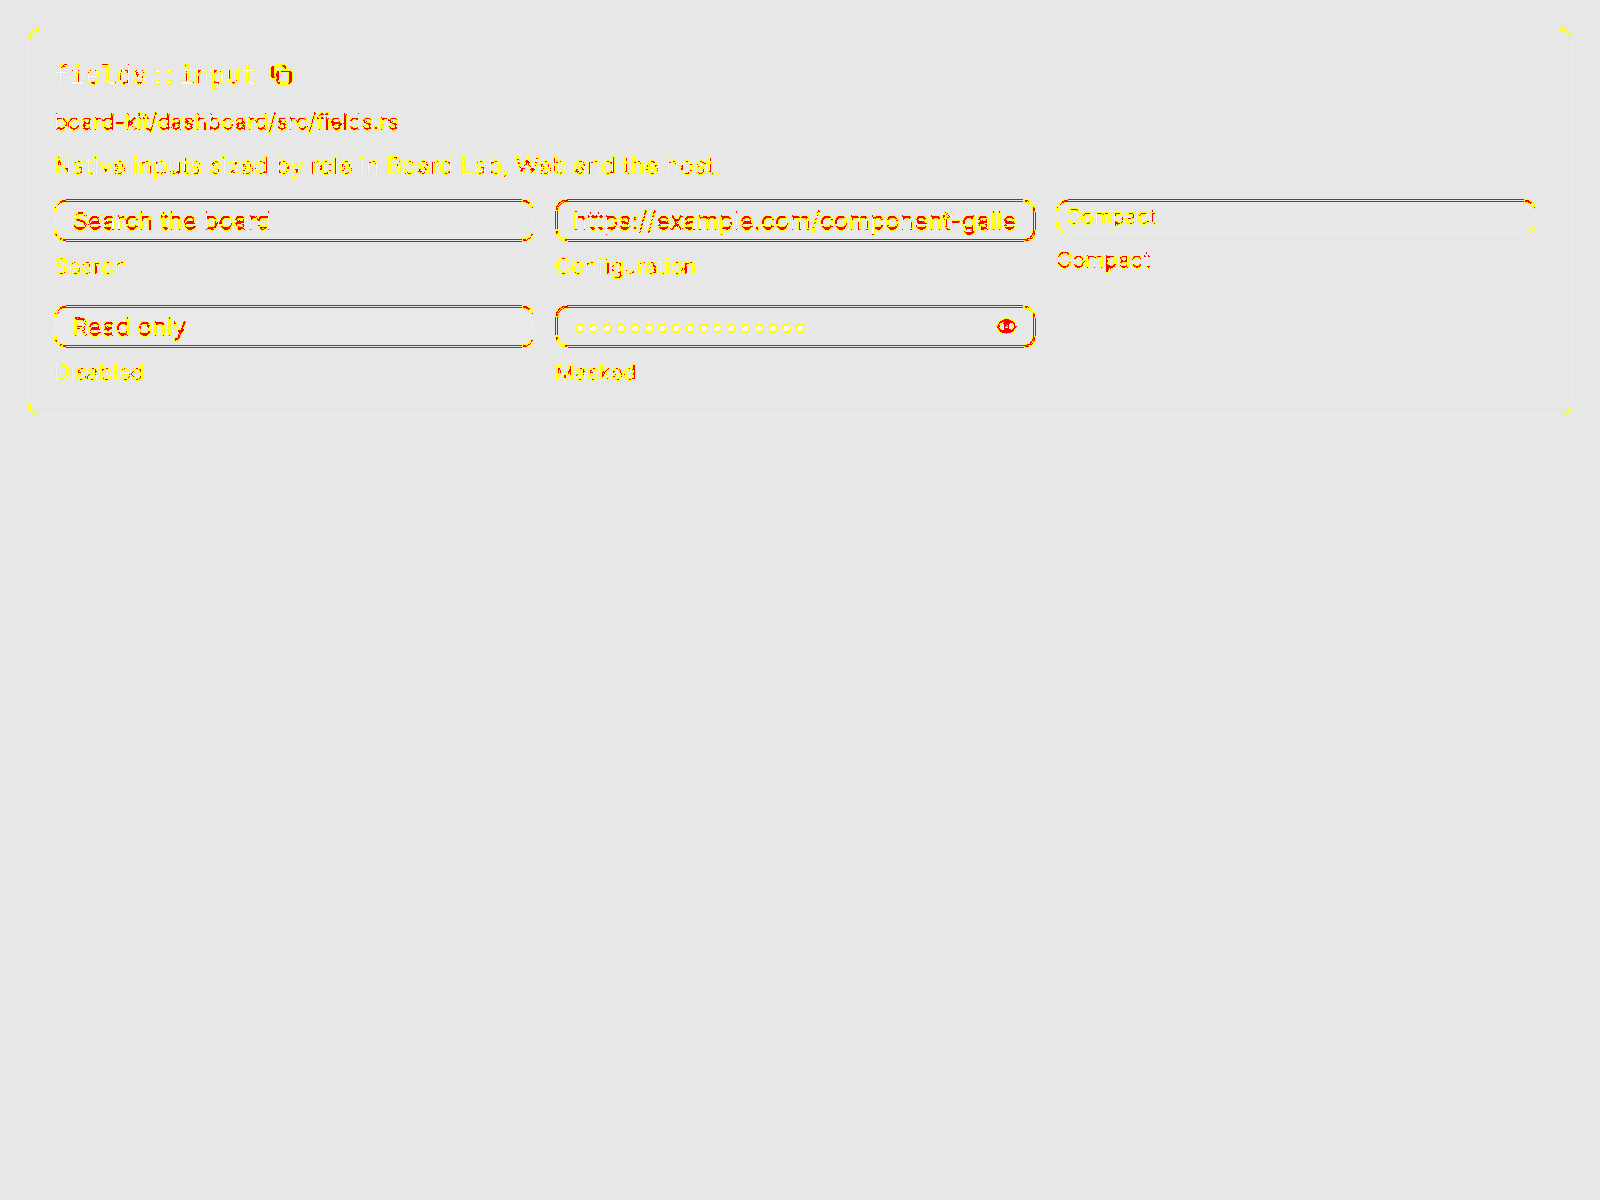 fields::input
board-kit/dashboard/src/fields.rs
Native inputs sized by role in Board Lab, Web and the host.
Search the board
https://example.com/component-galle
Compact
Search
Configuration
Compact
Read only
Disabled
Masked